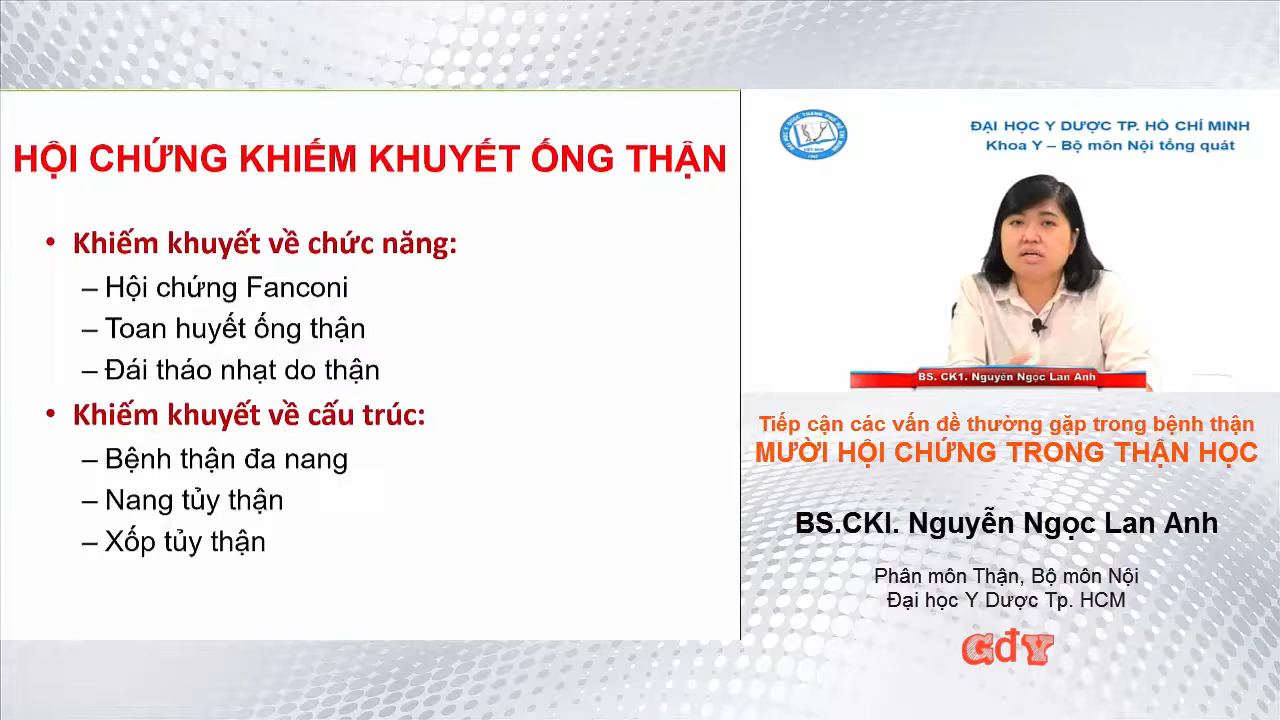 HỘI CHỨNG KHIẾM KHUYẾT ỐNG THẬN
• Khiếm khuyết về chức năng:
– Hội chứng Fanconi
– Toan huyết ống thận
– Đái tháo nhạt do thận
• Khiếm khuyết về cấu trúc:
– Bệnh thận đa nang
– Nang tủy thận
– Xốp tủy thận
ĐẠI HỌC Y DƯỢC TP. HỒ CHÍ MINH
Khoa Y – Bộ môn Nội tổng quát
BS. CK1. Nguyễn Ngọc Lan Anh
Tiếp cận các vấn đề thường gặp trong bệnh thận
MƯỜI HỘI CHỨNG TRONG THẬN HỌC
BS.CKI. Nguyễn Ngọc Lan Anh
Phân môn Thận, Bộ môn Nội
Đại học Y Dược Tp. HCM
GđY